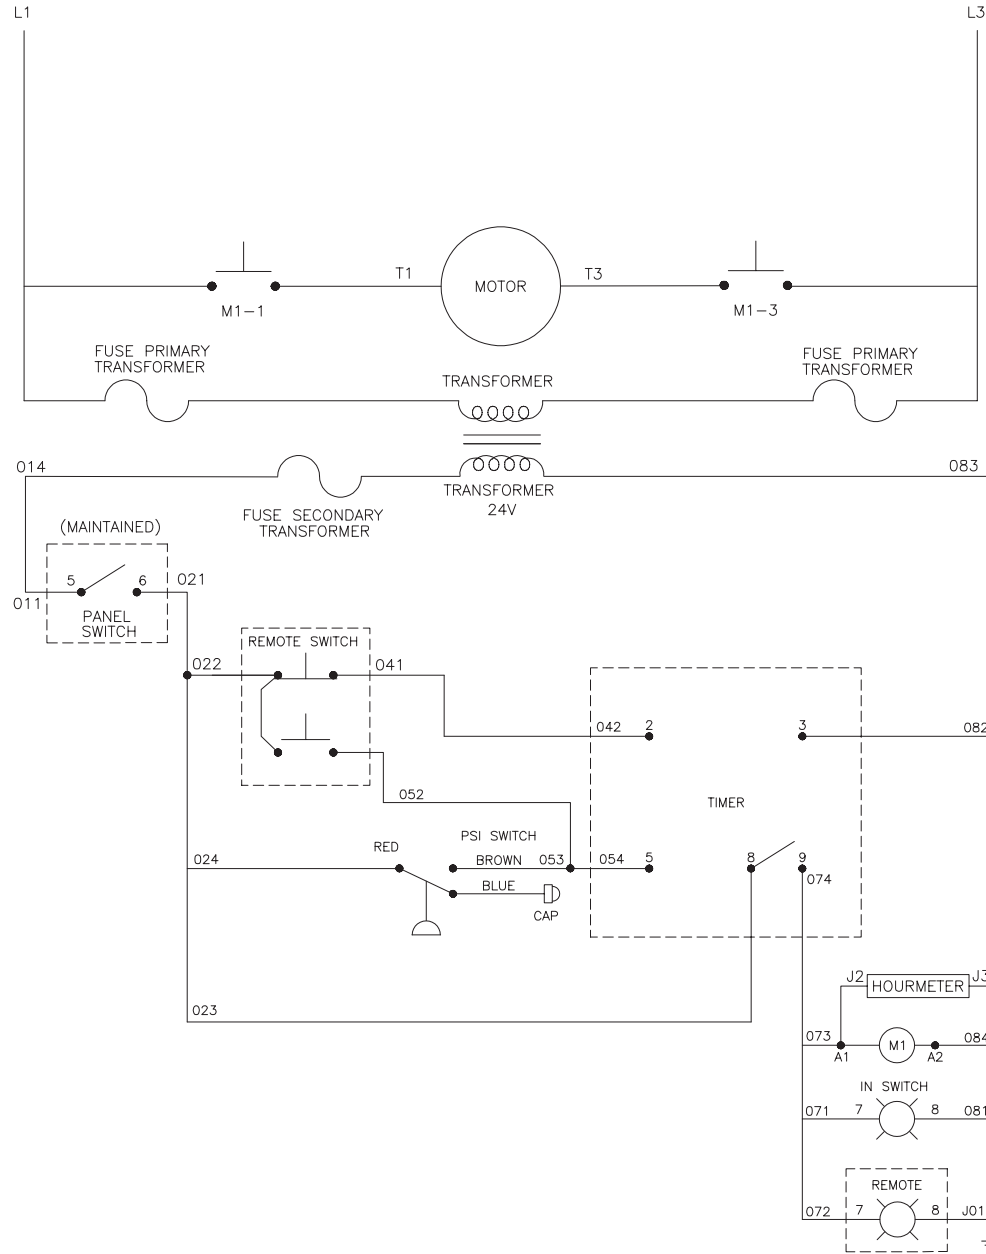 L1
L3
T1
MOTOR
T3
M1-1
M1-3
FUSE PRIMARY
TRANSFORMER
TRANSFORMER
FUSE PRIMARY
TRANSFORMER
014
083
TRANSFORMER
24V
FUSE SECONDARY
TRANSFORMER
(MAINTAINED)
5
6
021
011
PANEL
SWITCH
REMOTE SWITCH
022
041
042
2
3
082
052
TIMER
PSI SWITCH
RED
024
BROWN
053
054
5
8
9
074
BLUE
CAP
J2
HOURMETER
J3
023
073
M1
084
A1
A2
IN SWITCH
071
7
8
081
REMOTE
072
7
8
J01